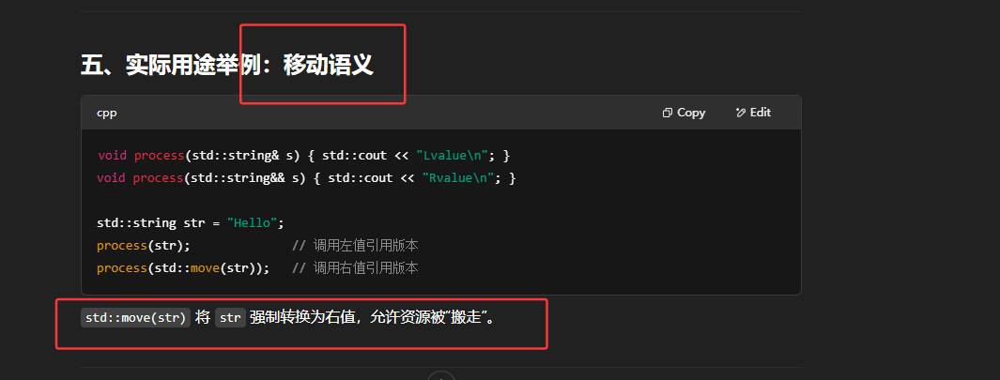 五、实际用途举例：移动语义
cpp
Copy
Edit
void process(std::string& s) { std::cout << "Lvalue\n"; }
void process(std::string&& s) { std::cout << "Rvalue\n"; }
std::string str = "Hello";
process(str); // 调用左值引用版本
process(std::move(str)); // 调用右值引用版本
std::move(str) 将 str 强制转换为右值，允许资源被”搬走”。